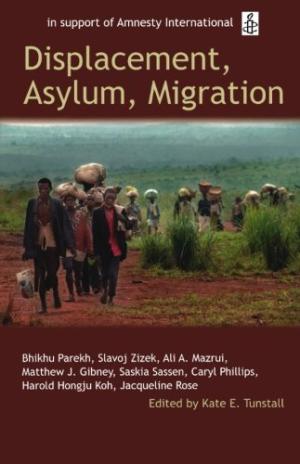 in support of Amnesty International
Displacement,
Asylum, Migration
Bhikhu Parekh, Slavoj Zizek, Ali A. Mazrui,
Matthew J. Gibney, Saskia Sassen, Caryl Phillips,
Harold Hongju Koh, Jacqueline Rose
Edited by Kate E. Tunstall